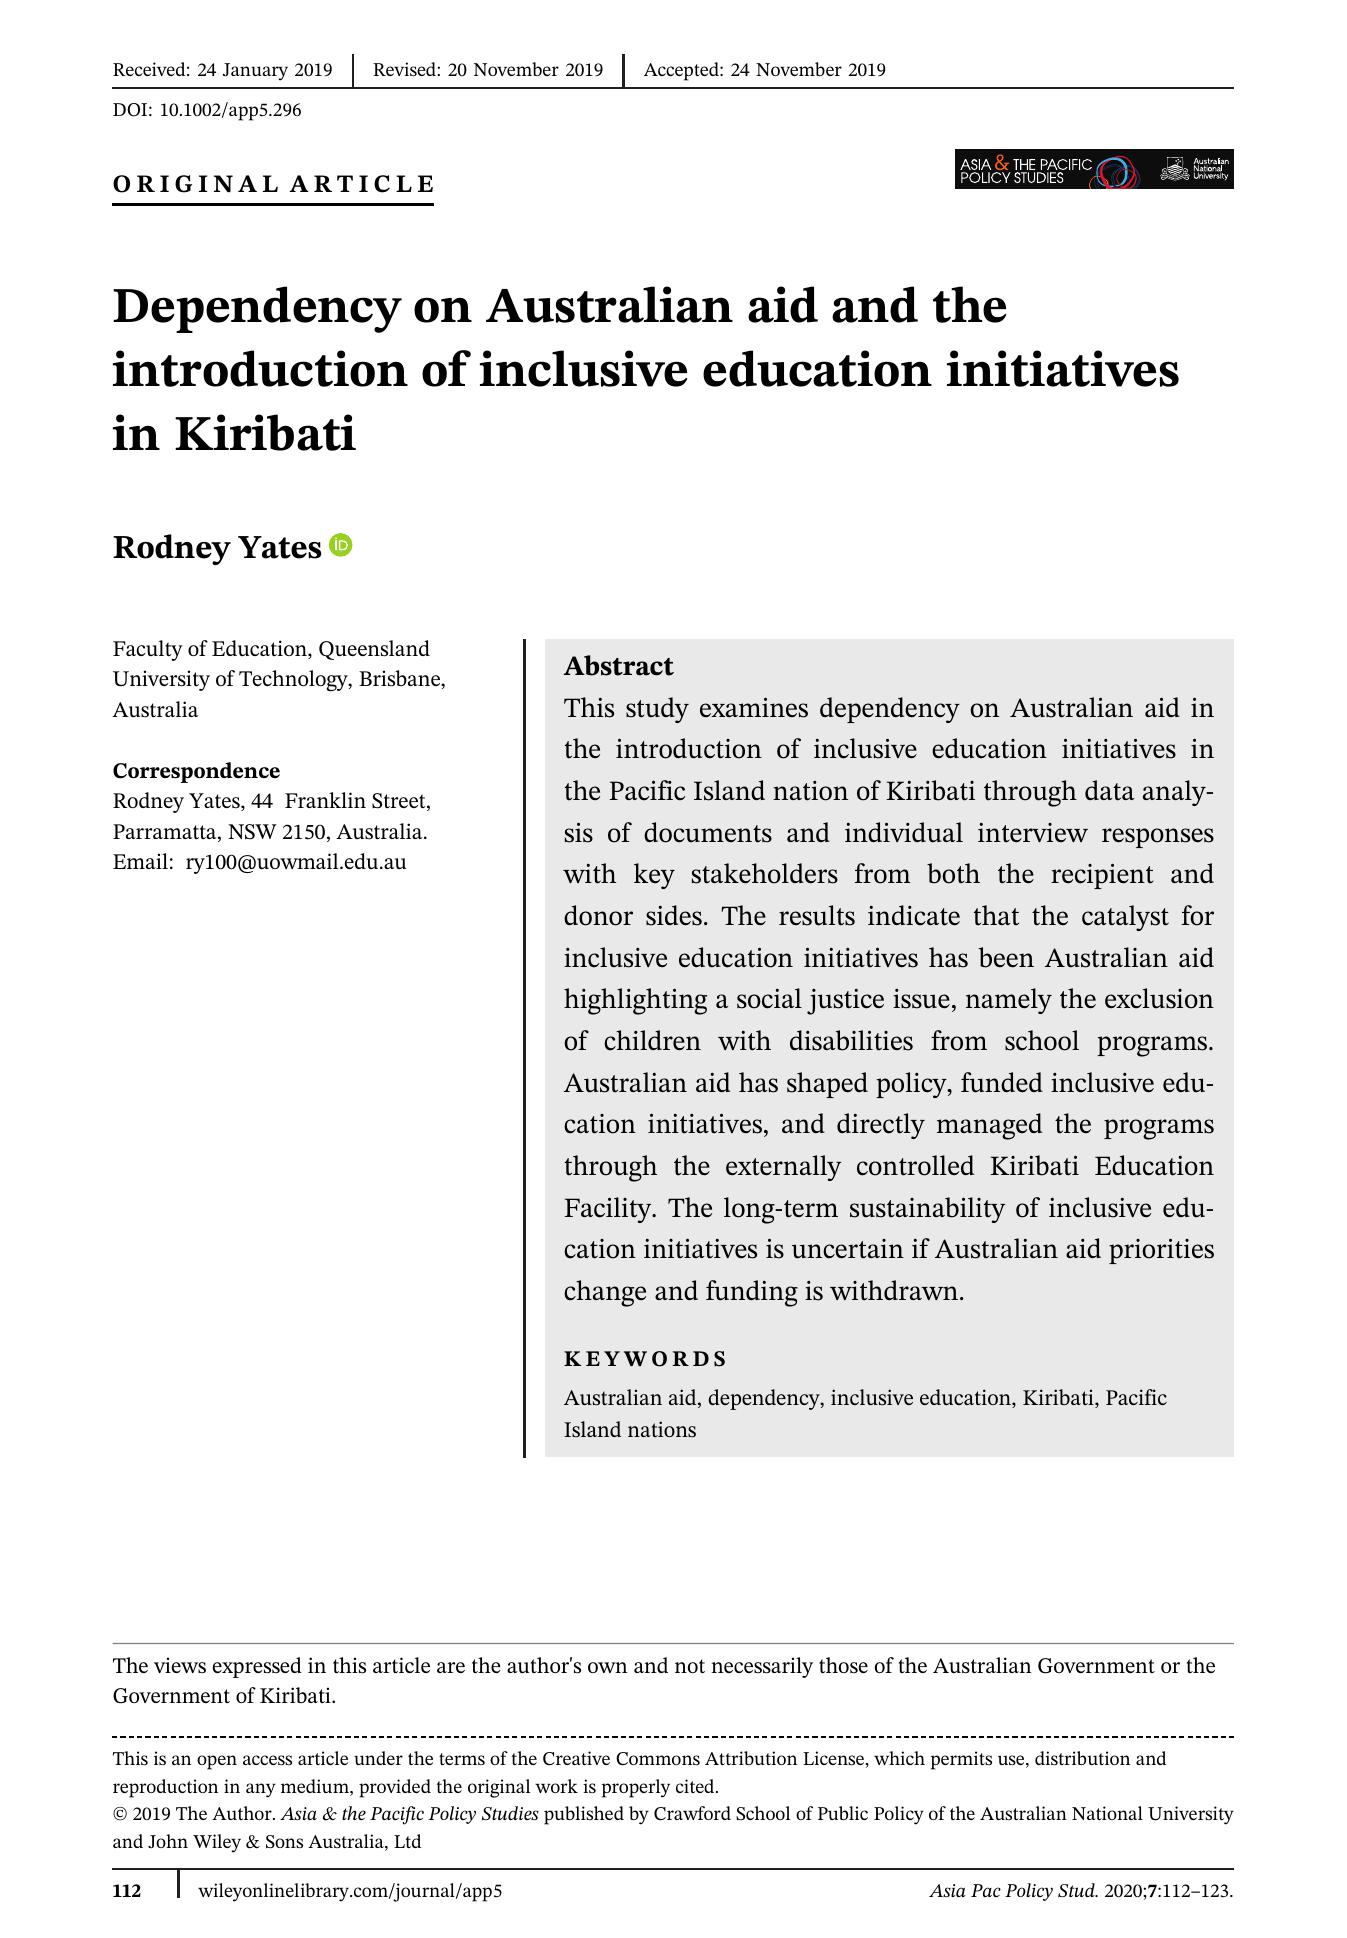 Received: 24 January 2019 Revised: 20 November 2019 Accepted: 24 November 2019
DOI: 10.1002/app5.296
ORIGINAL ARTICLE
ASIA & THE PACIFIC
POLICY STUDIES
Australian
National
University
Dependency on Australian aid and the
introduction of inclusive education initiatives
in Kiribati
Rodney Yates iD
Faculty of Education, Queensland
University of Technology, Brisbane,
Australia
Correspondence
Rodney Yates, 44 Franklin Street,
Parramatta, NSW 2150, Australia.
Email: ry100@uowmail.edu.au
Abstract
This study examines dependency on Australian aid in
the introduction of inclusive education initiatives in
the Pacific Island nation of Kiribati through data analy-
sis of documents and individual interview responses
with key stakeholders from both the recipient and
donor sides. The results indicate that the catalyst for
inclusive education initiatives has been Australian aid
highlighting a social justice issue, namely the exclusion
of children with disabilities from school programs.
Australian aid has shaped policy, funded inclusive edu-
cation initiatives, and directly managed the programs
through the externally controlled Kiribati Education
Facility. The long-term sustainability of inclusive edu-
cation initiatives is uncertain if Australian aid priorities
change and funding is withdrawn.
KEYWORDS
Australian aid, dependency, inclusive education, Kiribati, Pacific
Island nations
The views expressed in this article are the author's own and not necessarily those of the Australian Government or the
Government of Kiribati.
This is an open access article under the terms of the Creative Commons Attribution License, which permits use, distribution and
reproduction in any medium, provided the original work is properly cited.
© 2019 The Author. Asia & the Pacific Policy Studies published by Crawford School of Public Policy of the Australian National University
and John Wiley & Sons Australia, Ltd
112 wileyonlinelibrary.com/journal/app5 Asia Pac Policy Stud. 2020;7:112–123.